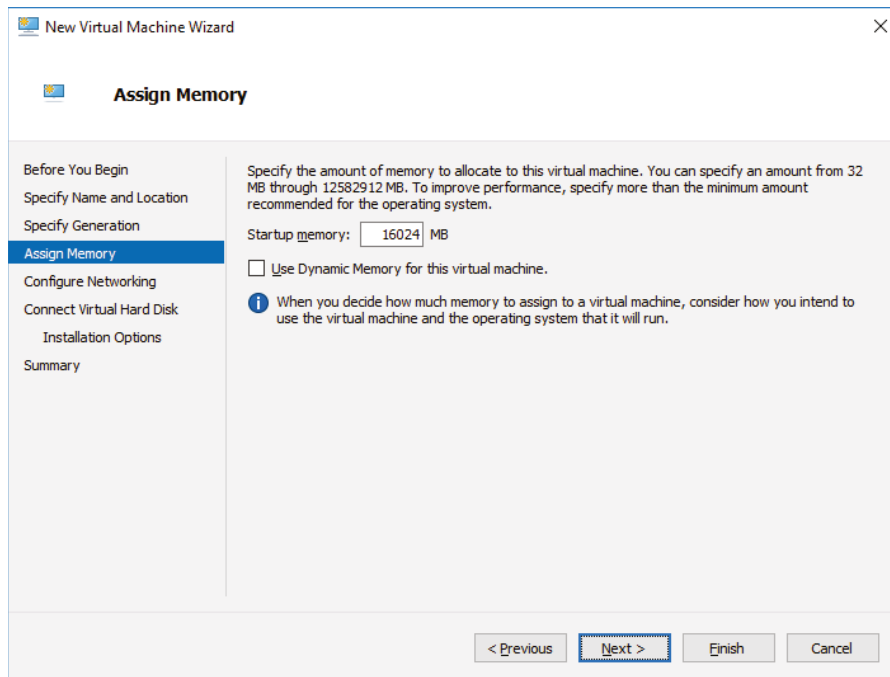 New Virtual Machine Wizard
Assign Memory
Before You Begin
Specify Name and Location
Specify Generation
Assign Memory
Configure Networking
Connect Virtual Hard Disk
Installation Options
Summary
Specify the amount of memory to allocate to this virtual machine. You can specify an amount from 32
MB through 12582912 MB. To improve performance, specify more than the minimum amount
recommended for the operating system.
Startup memory: 16024 MB
Use Dynamic Memory for this virtual machine.
When you decide how much memory to assign to a virtual machine, consider how you intend to
use the virtual machine and the operating system that it will run.
< Previous Next > Finish Cancel